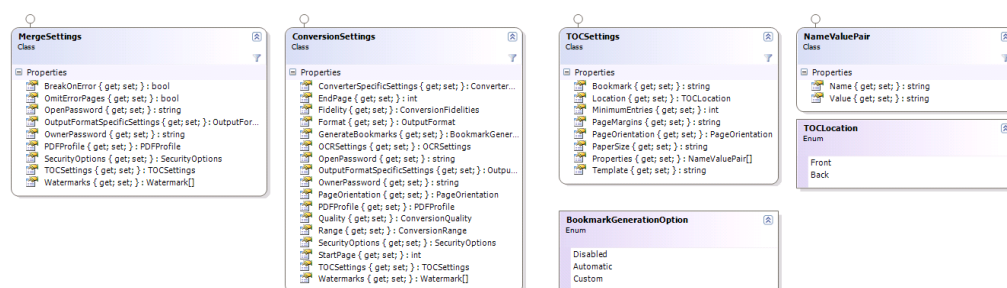 MergeSettings
Class
Properties
BreakOnError { get; set; } : bool
OmitErrorPages { get; set; } : bool
OpenPassword { get; set; } : string
OutputFormatSpecificSettings { get; set; } : OutputFor...
OwnerPassword { get; set; } : string
PDFProfile { get; set; } : PDFProfile
SecurityOptions { get; set; } : SecurityOptions
TOCSettings { get; set; } : TOCSettings
Watermarks { get; set; } : Watermark[]
ConversionSettings
Class
Properties
ConverterSpecificSettings { get; set; } : Converter...
EndPage { get; set; } : int
Fidelity { get; set; } : ConversionFidelities
Format { get; set; } : OutputFormat
GenerateBookmarks { get; set; } : BookmarkGener...
OCRSettings { get; set; } : OCRSettings
OpenPassword { get; set; } : string
OutputFormatSpecificSettings { get; set; } : Outpu...
OwnerPassword { get; set; } : string
PageOrientation { get; set; } : PageOrientation
PDFProfile { get; set; } : PDFProfile
Quality { get; set; } : ConversionQuality
Range { get; set; } : ConversionRange
SecurityOptions { get; set; } : SecurityOptions
StartPage { get; set; } : int
TOCSettings { get; set; } : TOCSettings
Watermarks { get; set; } : Watermark[]
TOCSettings
Class
Properties
Bookmark { get; set; } : string
Location { get; set; } : TOCLocation
MinimumEntries { get; set; } : int
PageMargins { get; set; } : string
PageOrientation { get; set; } : PageOrientation
PaperSize { get; set; } : string
Properties { get; set; } : NameValuePair[]
Template { get; set; } : string
BookmarkGenerationOption
Enum
Disabled
Automatic
Custom
NameValuePair
Class
Properties
Name { get; set; } : string
Value { get; set; } : string
TOCLocation
Enum
Front
Back